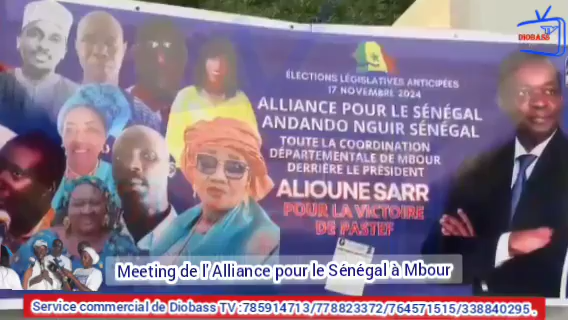 DIOBASS
TV
ÉLECTIONS LÉGISLATIVES ANTICIPÉES
17 NOVEMBRE 2024
ALLIANCE POUR LE SÉNÉGAL
ANDANDO NGUIR SÉNÉGAL
TOUTE LA COORDINATION
DÉPARTEMENTALE DE MBOUR
DERRIÈRE LE PRÉSIDENT
ALIOUNE SARR
POUR LA VICTOIRE
DE PASTEF
Meeting de l'Alliance pour le Sénégal à Mbour
Service commercial de Diobass TV :785914713/778823372/764571515/338840295 .